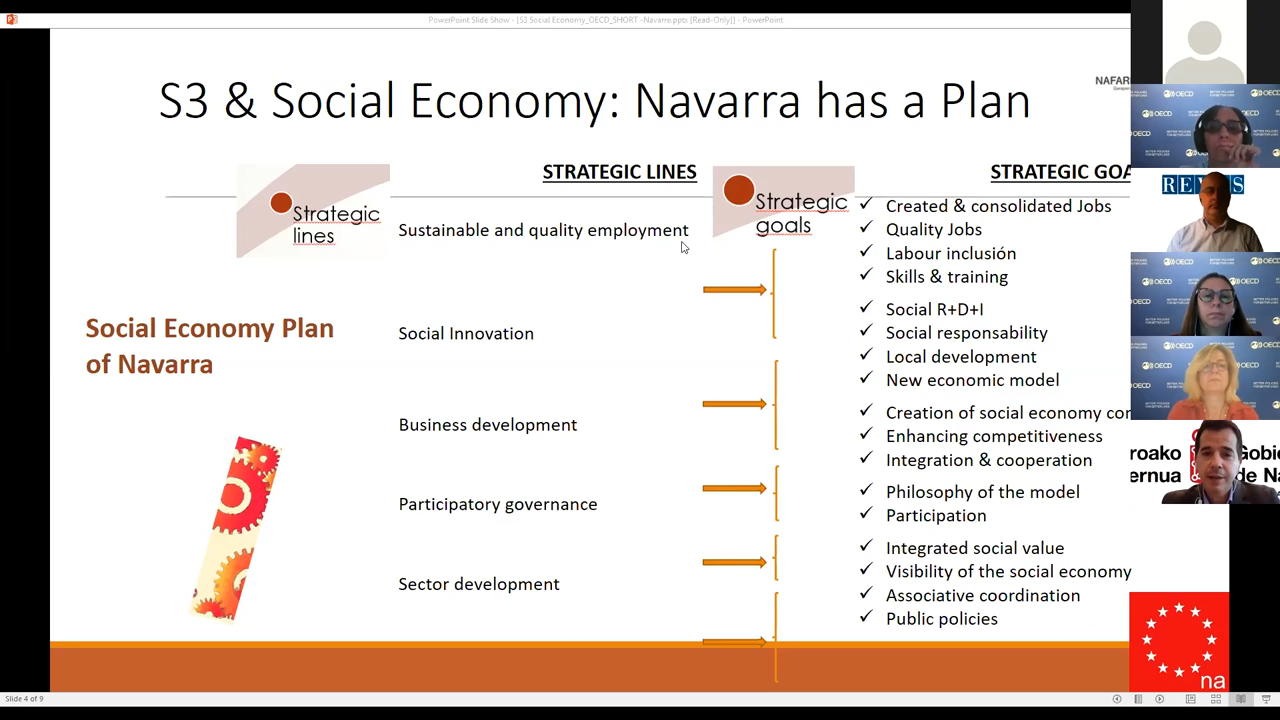 PowerPoint Slide Show - [S3 Social Economy_OECD_SHORT -Navarre.pptx [Read-Only]] - PowerPoint
S3 & Social Economy: Navarra has a Plan
NAFAR
STRATEGIC LINES
STRATEGIC GOA
Strategic
lines
Strategic
goals
Social Economy Plan
of Navarra
Sustainable and quality employment
Social Innovation
Business development
Participatory governance
Sector development
Created & consolidated Jobs
Quality Jobs
Labour inclusión
Skills & training
Social R+D+I
Social responsability
Local development
New economic model
Creation of social economy con
Enhancing competitiveness
Integration & cooperation
Philosophy of the model
Participation
Integrated social value
Visibility of the social economy
Associative coordination
Public policies
OECD
roako
ernua
Gobie
de Na
na
Slide 4 of 9